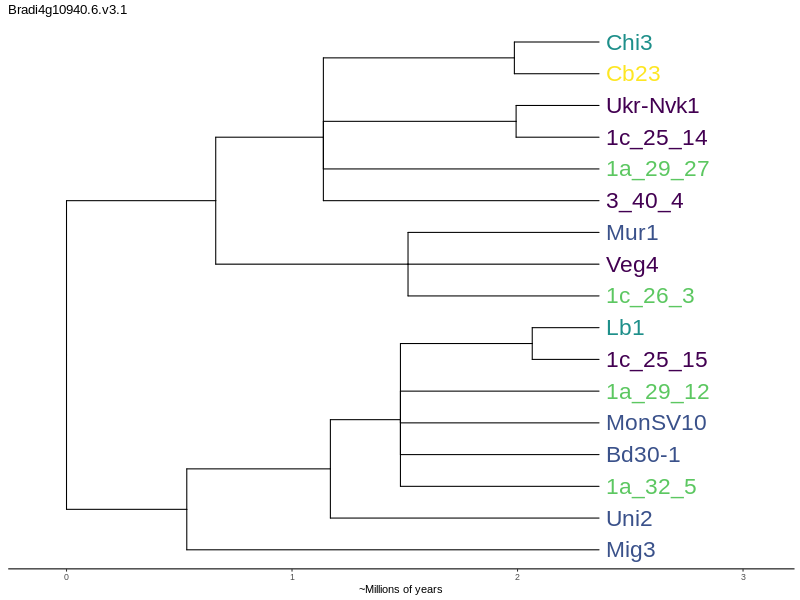 Bradi4g10940.6.v3.1
Chi3
Cb23
Ukr-Nvk1
1c_25_14
1a_29_27
3_40_4
Mur1
Veg4
1c_26_3
Lb1
1c_25_15
1a_29_12
MonSV10
Bd30-1
1a_32_5
Uni2
Mig3
0 1 2 3
~Millions of years